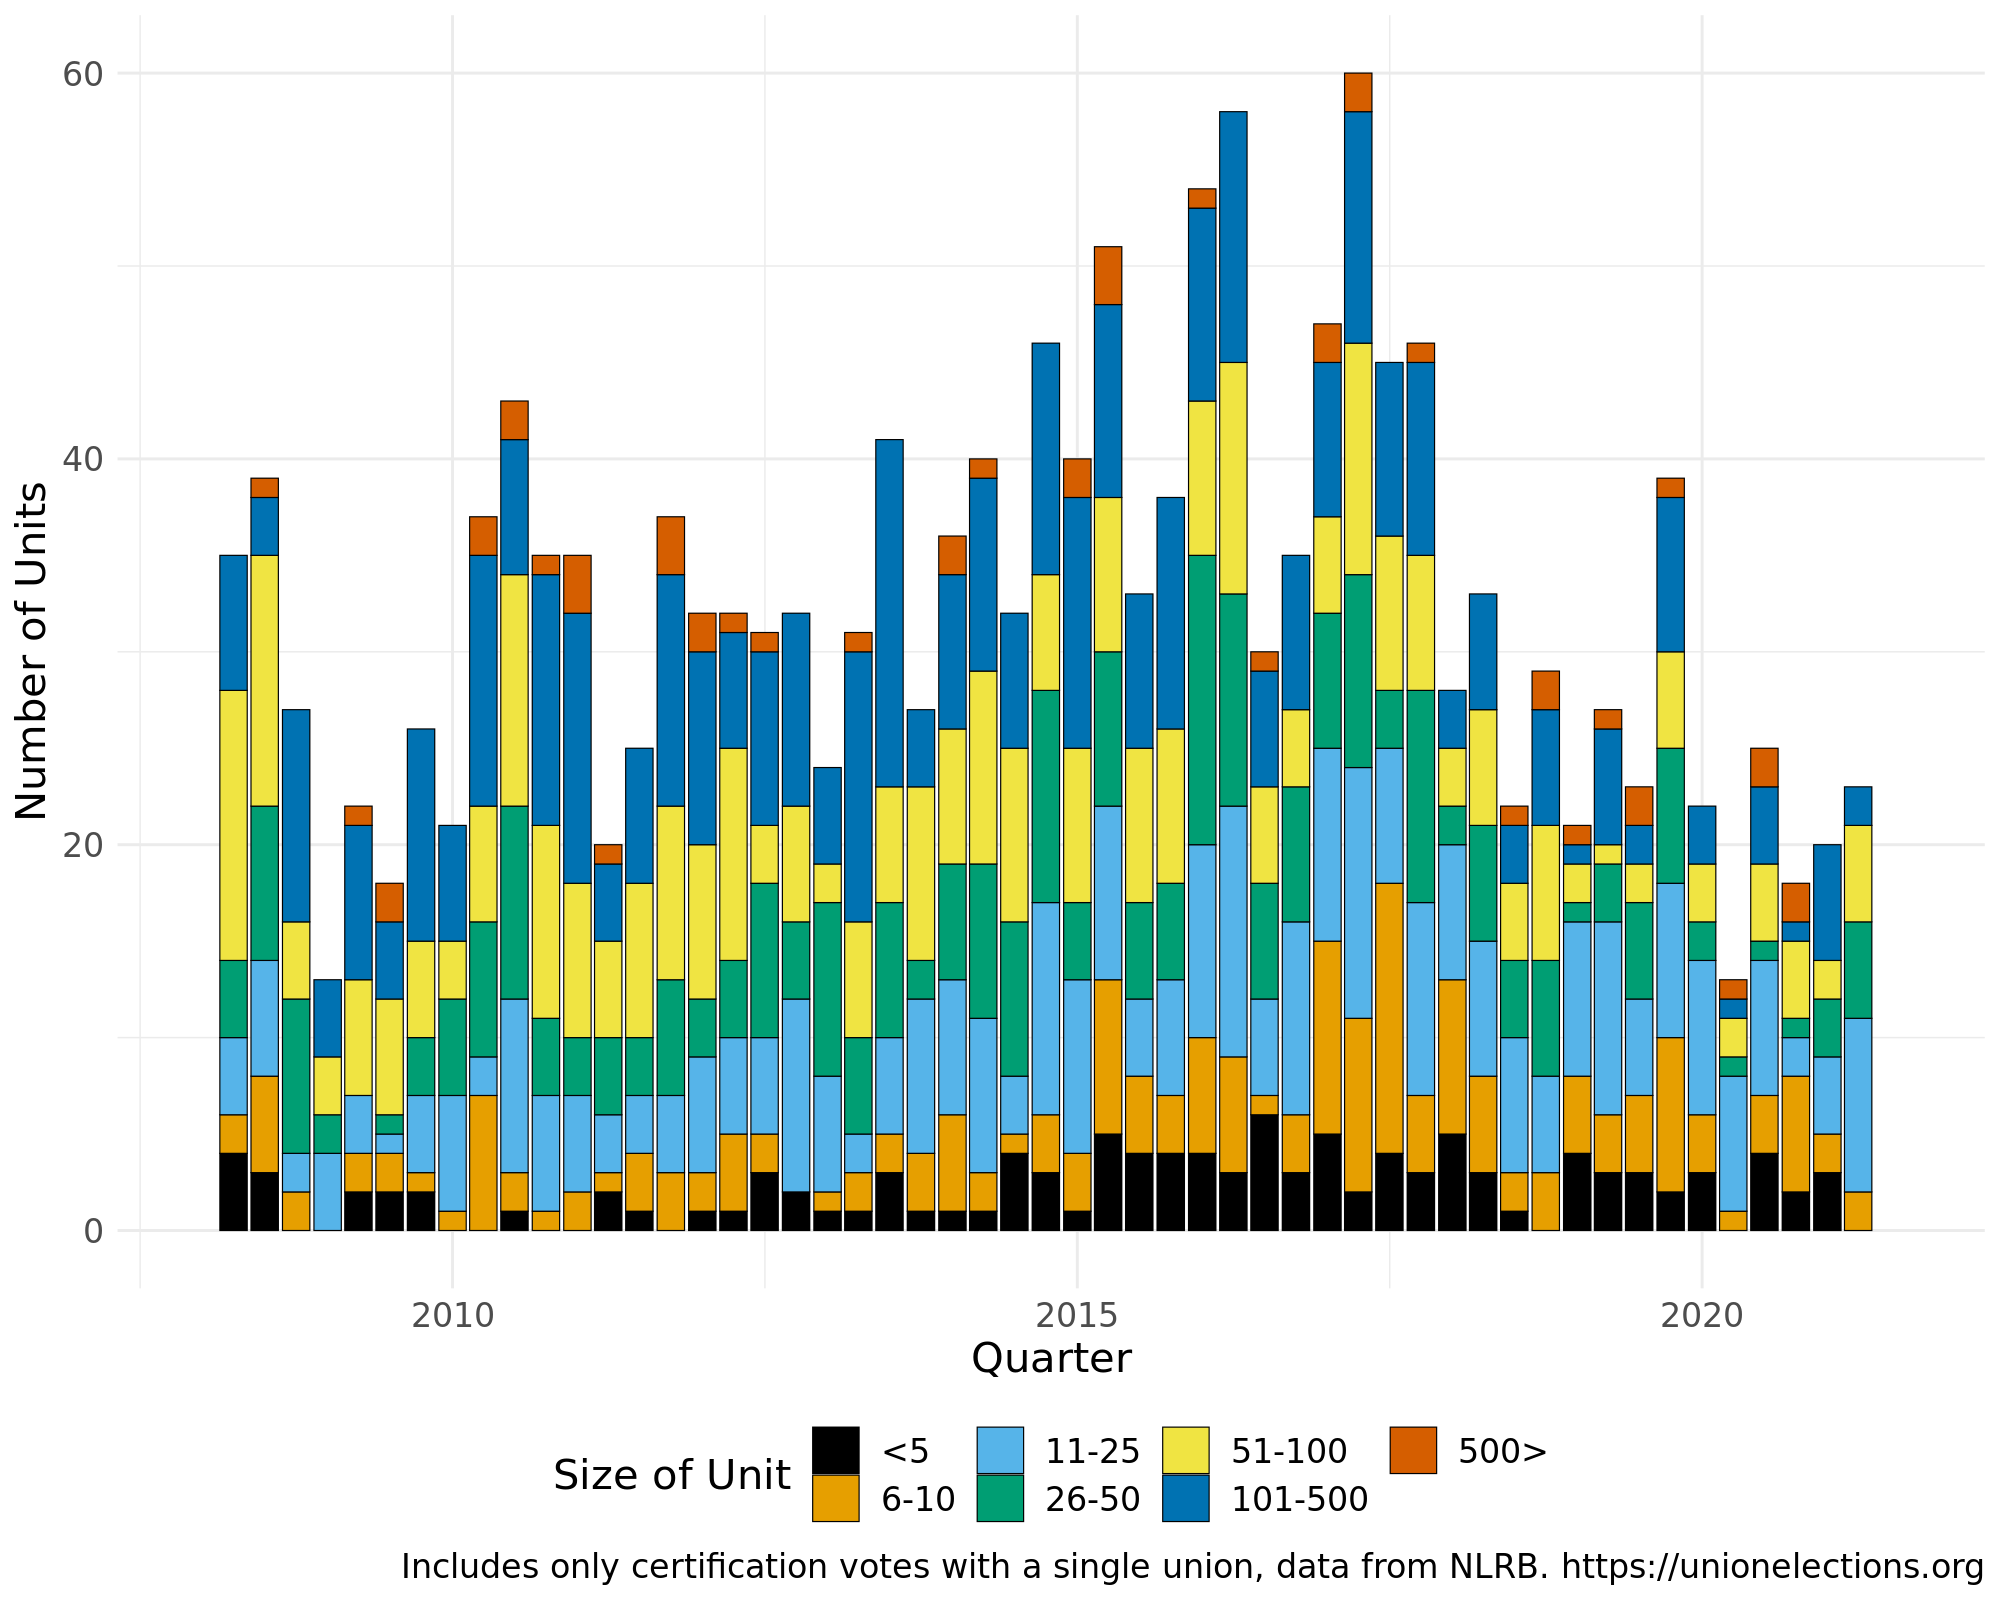 60
40
20
0
Number of Units
2010 2015 2020
Quarter
Size of Unit
<5 11-25 51-100 500>
6-10 26-50 101-500
Includes only certification votes with a single union, data from NLRB. https://unionelections.org